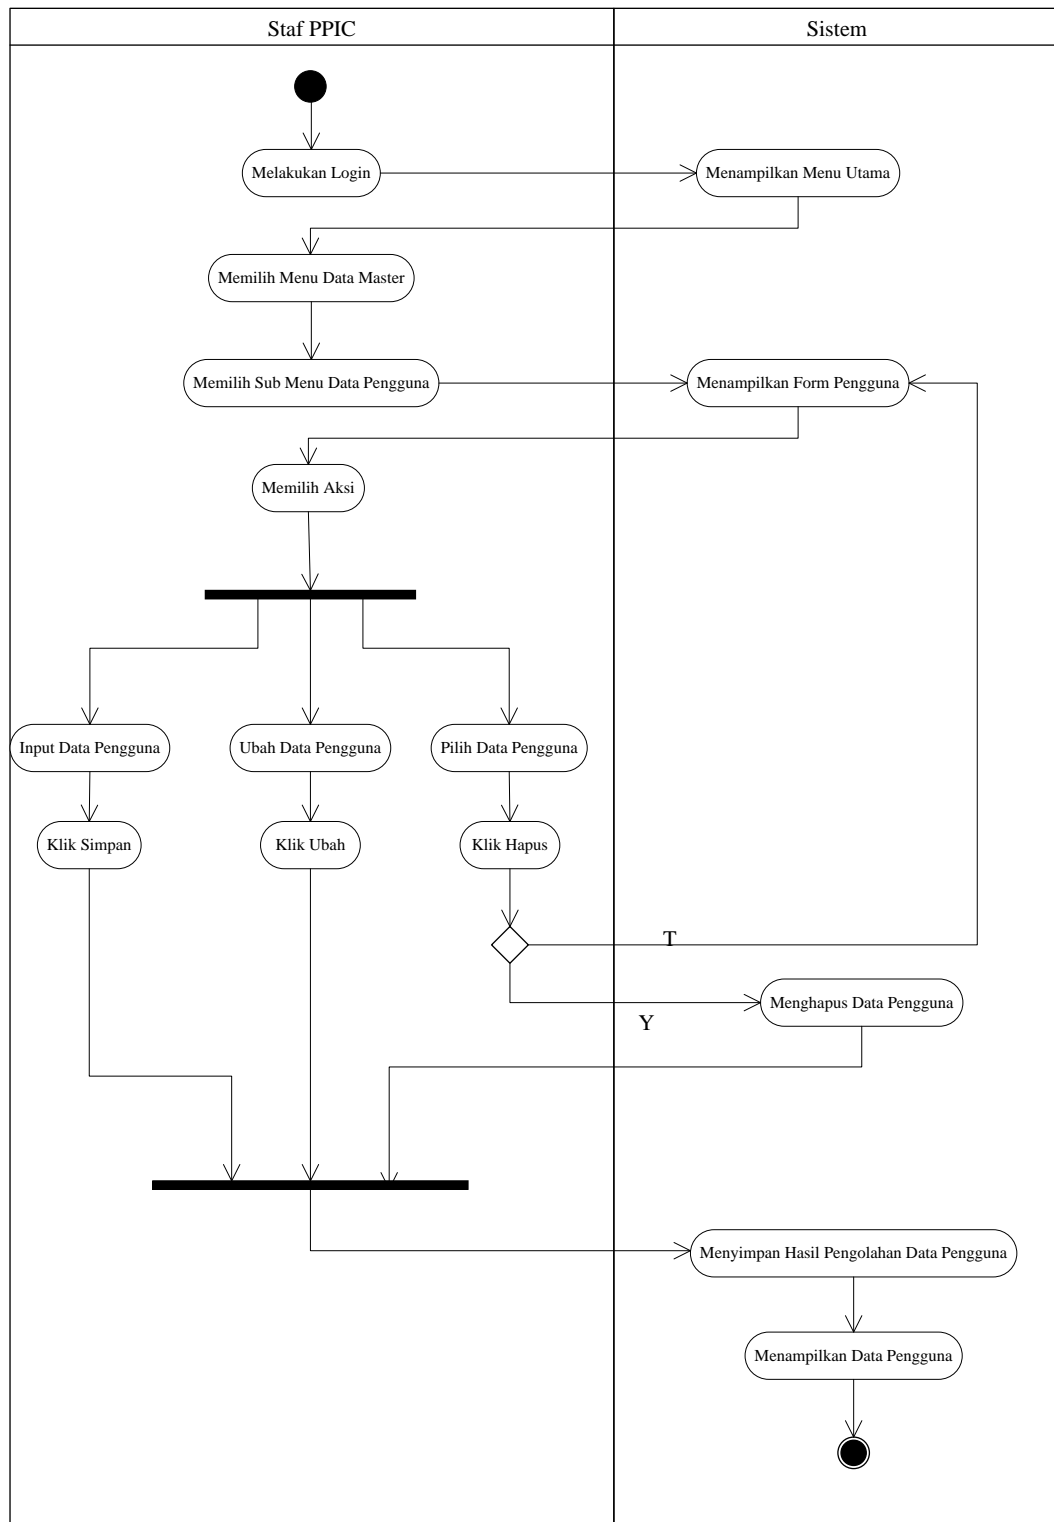 Staf PPIC
Sistem
Melakukan Login
Menampilkan Menu Utama
Memilih Menu Data Master
Memilih Sub Menu Data Pengguna
Menampilkan Form Pengguna
Memilih Aksi
Input Data Pengguna
Ubah Data Pengguna
Pilih Data Pengguna
Klik Simpan
Klik Ubah
Klik Hapus
T
Menghapus Data Pengguna
Y
Menyimpan Hasil Pengolahan Data Pengguna
Menampilkan Data Pengguna